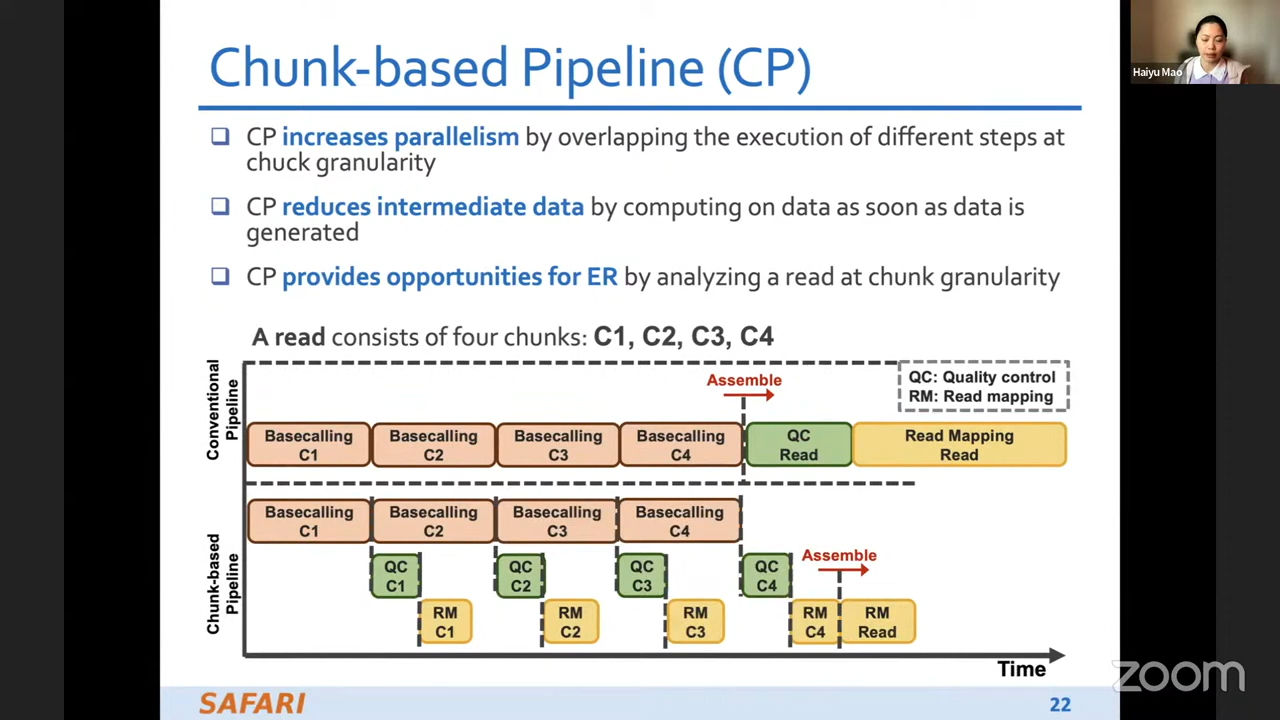 Chunk-based Pipeline (CP)
Haiyu Mao
CP increases parallelism by overlapping the execution of different steps at
chuck granularity
CP reduces intermediate data by computing on data as soon as data is
generated
CP provides opportunities for ER by analyzing a read at chunk granularity
A read consists of four chunks: C1, C2, C3, C4
Conventional
Pipeline
Assemble
QC: Quality control
RM: Read mapping
Basecalling
C1
Basecalling
C2
Basecalling
C3
Basecalling
C4
QC
Read
Read Mapping
Read
Chunk-based
Pipeline
Basecalling
C1
Basecalling
C2
Basecalling
C3
Basecalling
C4
Assemble
QC
C1
QC
C2
QC
C3
QC
C4
RM
C1
RM
C2
RM
C3
RM
C4
RM
Read
Time
zoom
SAFARI
22